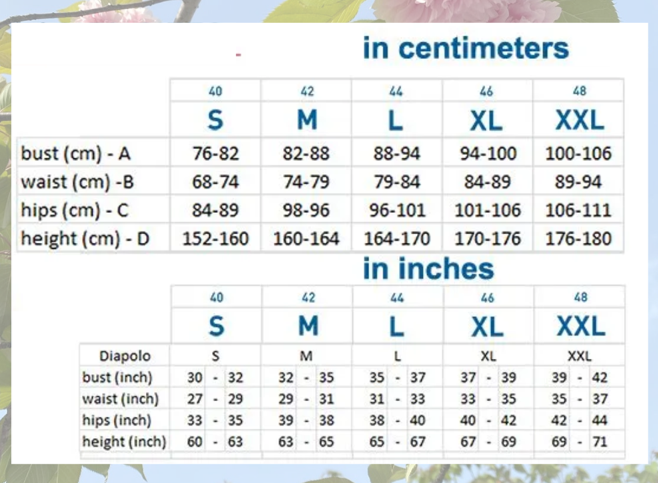 in centimeters
40 42 44 46 48
S M L XL XXL
bust (cm) - A 76-82 82-88 88-94 94-100 100-106
waist (cm) -B 68-74 74-79 79-84 84-89 89-94
hips (cm) - C 84-89 98-96 96-101 101-106 106-111
height (cm) - D 152-160 160-164 164-170 170-176 176-180
in inches
40 42 44 46 48
S M L XL XXL
Diapolo S M L XL XXL
bust (inch) 30 - 32 32 - 35 35 - 37 37 - 39 39 - 42
waist (inch) 27 - 29 29 - 31 31 - 33 33 - 35 35 - 37
hips (inch) 33 - 35 39 - 38 38 - 40 40 - 42 42 - 44
height (inch) 60 - 63 63 - 65 65 - 67 67 - 69 69 - 71